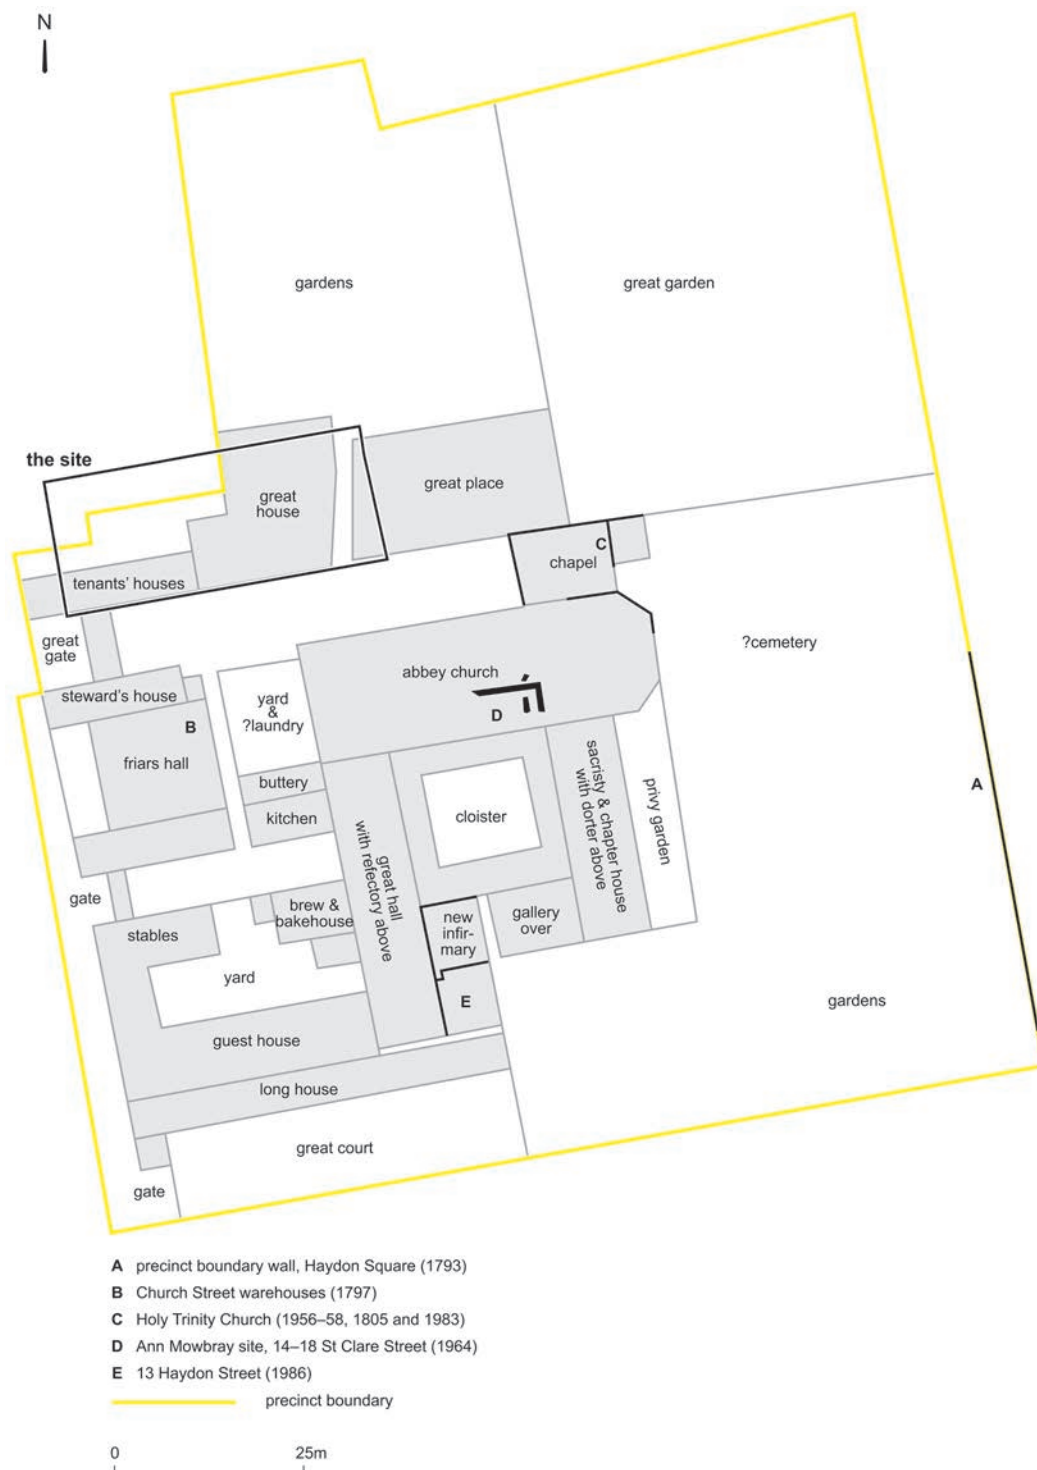 N
gardens
great garden
the site
great
house
great place
tenants' houses
C
chapel
great
gate
?cemetery
abbey church
steward's house
yard
&
?laundry
B
D
friars hall
buttery
kitchen
cloister
sacristy & chapter house
with dorter above
privy garden
A
great hall
with refectory above
gate
stables
brew &
bakehouse
new
infir-
mary
gallery
over
yard
E
gardens
guest house
long house
great court
gate
A precinct boundary wall, Haydon Square (1793)
B Church Street warehouses (1797)
C Holy Trinity Church (1956–58, 1805 and 1983)
D Ann Mowbray site, 14–18 St Clare Street (1964)
E 13 Haydon Street (1986)
precinct boundary
0 25m